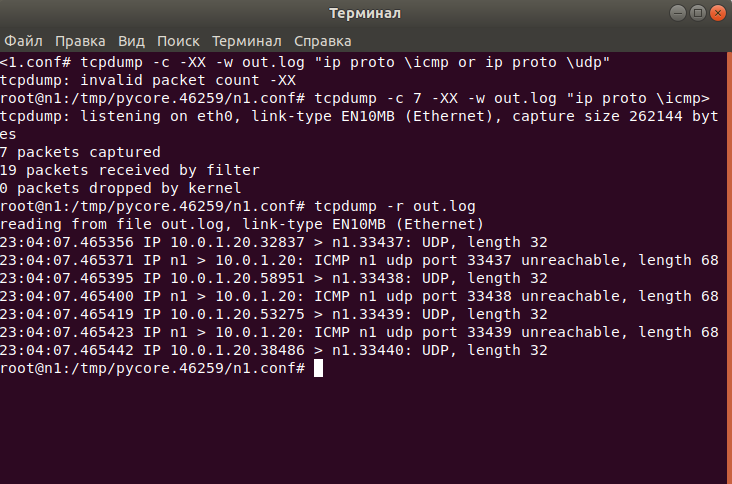 Терминал
Файл Правка Вид Поиск Терминал Справка
<1.conf# tcpdump -c -XX -w out.log "ip proto \icmp or ip proto \udp"
tcpdump: invalid packet count -XX
root@n1:/tmp/pycore.46259/n1.conf# tcpdump -c 7 -XX -w out.log "ip proto \icmp>
tcpdump: listening on eth0, link-type EN10MB (Ethernet), capture size 262144 byt
es
7 packets captured
19 packets received by filter
0 packets dropped by kernel
root@n1:/tmp/pycore.46259/n1.conf# tcpdump -r out.log
reading from file out.log, link-type EN10MB (Ethernet)
23:04:07.465356 IP 10.0.1.20.32837 > n1.33437: UDP, length 32
23:04:07.465371 IP n1 > 10.0.1.20: ICMP n1 udp port 33437 unreachable, length 68
23:04:07.465395 IP 10.0.1.20.58951 > n1.33438: UDP, length 32
23:04:07.465400 IP n1 > 10.0.1.20: ICMP n1 udp port 33438 unreachable, length 68
23:04:07.465419 IP 10.0.1.20.53275 > n1.33439: UDP, length 32
23:04:07.465423 IP n1 > 10.0.1.20: ICMP n1 udp port 33439 unreachable, length 68
23:04:07.465442 IP 10.0.1.20.38486 > n1.33440: UDP, length 32
root@n1:/tmp/pycore.46259/n1.conf#